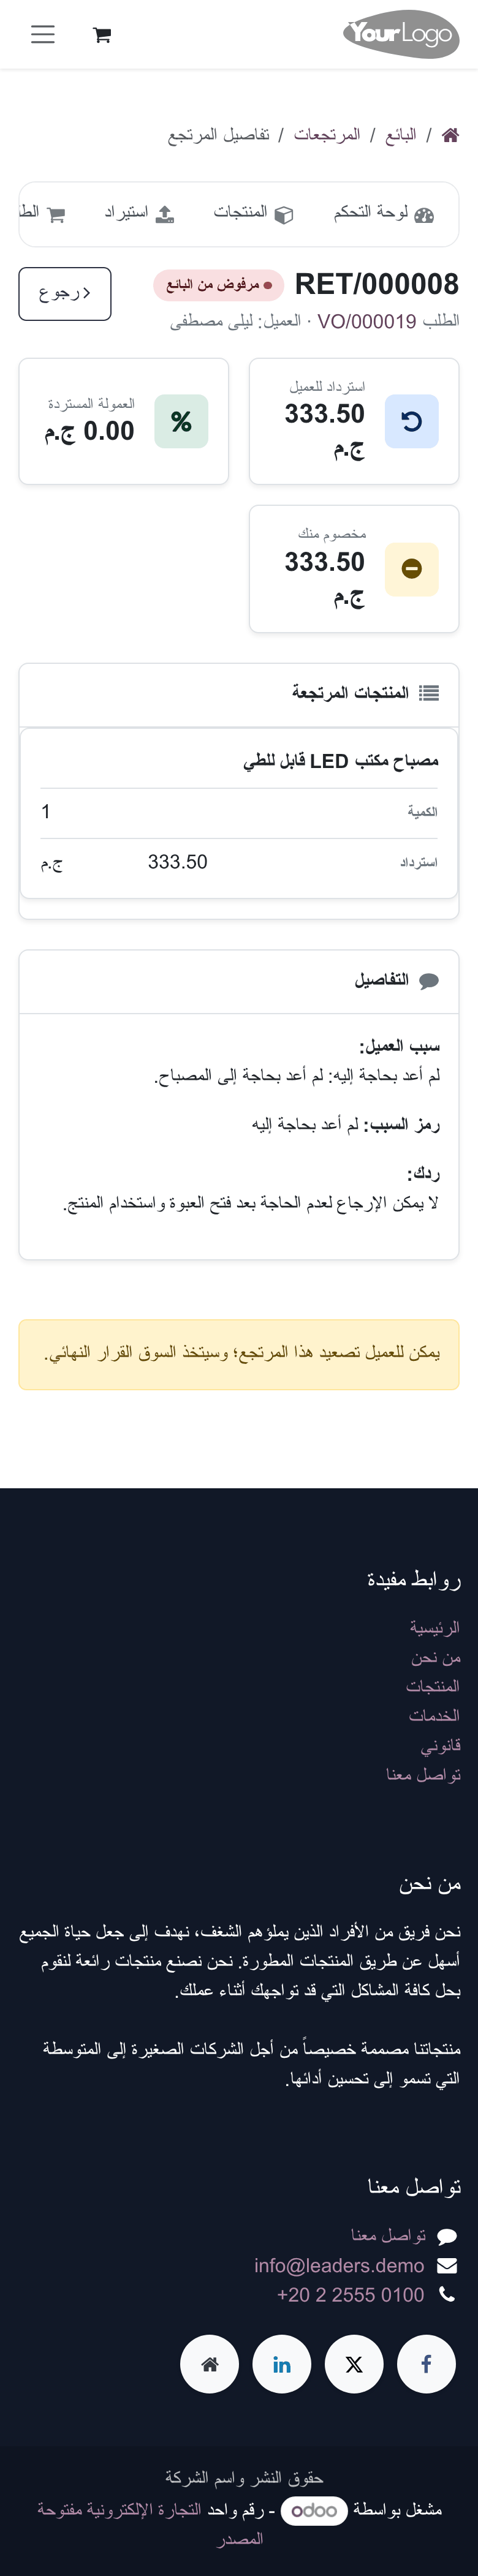 YourLogo
البائع / المرتجعات / تفاصيل المرتجع
لوحة التحكم المنتجات استيراد الطل
RET/000008 مرفوض من البائع
رجوع
الطلب VO/000019 · العميل: ليلى مصطفى
استرداد للعميل
333.50
ج.م
العمولة المستردة
0.00 ج.م
مخصوم منك
333.50
ج.م
المنتجات المرتجعة
مصباح مكتب LED قابل للطي
الكمية 1
استرداد 333.50 ج.م
التفاصيل
سبب العميل:
لم أعد بحاجة إليه: لم أعد بحاجة إلى المصباح.
رمز السبب: لم أعد بحاجة إليه
ردك:
لا يمكن الإرجاع لعدم الحاجة بعد فتح العبوة واستخدام المنتج.
يمكن للعميل تصعيد هذا المرتجع؛ وسيتخذ السوق القرار النهائي.
روابط مفيدة
الرئيسية
من نحن
المنتجات
الخدمات
قانوني
تواصل معنا
من نحن
نحن فريق من الأفراد الذين يملؤهم الشغف، نهدف إلى جعل حياة الجميع
أسهل عن طريق المنتجات المطورة. نحن نصنع منتجات رائعة لنقوم
بحل كافة المشاكل التي قد تواجهك أثناء عملك.
منتجاتنا مصممة خصيصاً من أجل الشركات الصغيرة إلى المتوسطة
التي تسمو إلى تحسين أدائها.
تواصل معنا
تواصل معنا
info@leaders.demo
+20 2 2555 0100
حقوق النشر واسم الشركة
مشغل بواسطة odoo - رقم واحد التجارة الإلكترونية مفتوحة
المصدر